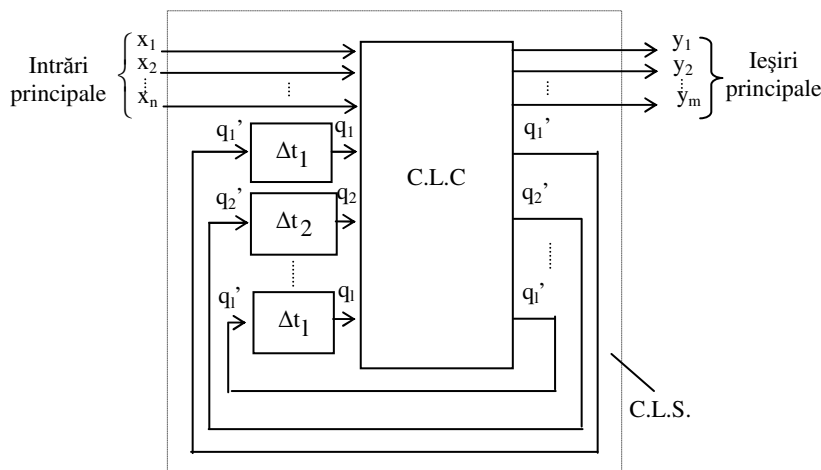 Intrări
principale
x₁
x₂
xₙ
y₁
y₂
yₘ
Ieşiri
principale
q₁’
Δt₁
q₁
C.L.C
q₁’
q₂’
Δt₂
q₂
q₂’
qₗ’
Δtₗ
qₗ
qₗ’
C.L.S.